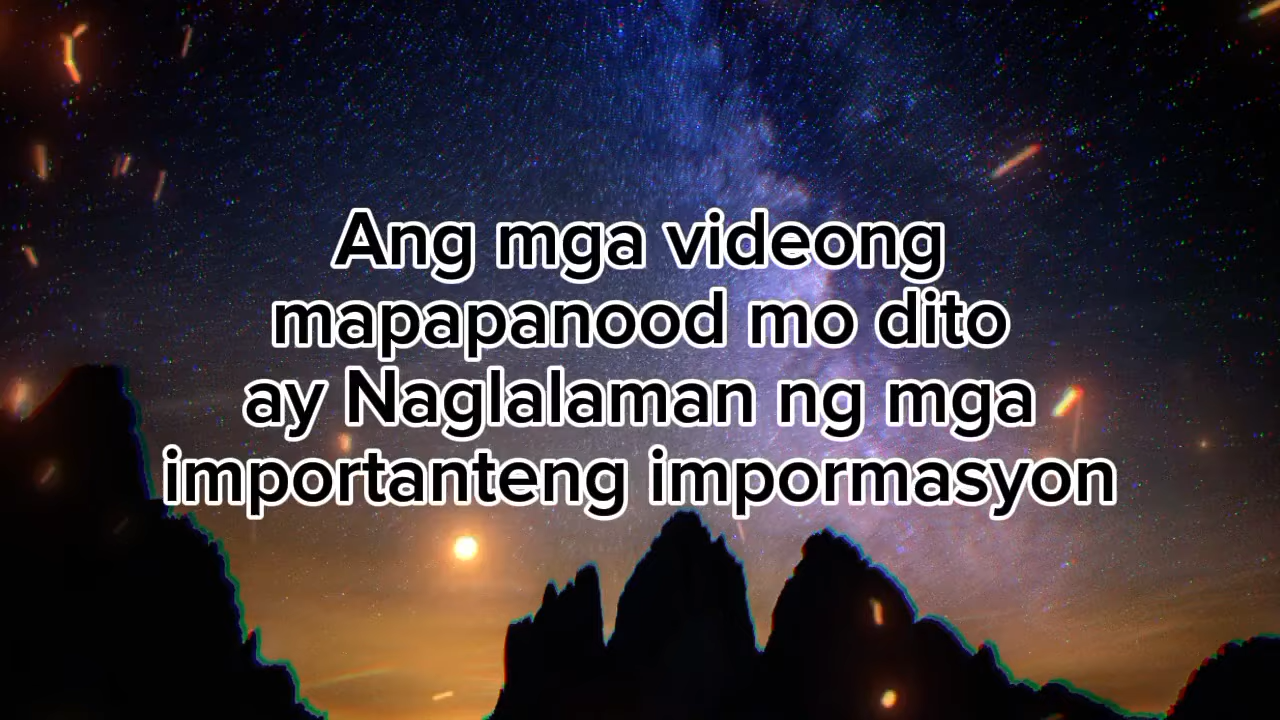 Ang mga videong
mapapanood mo dito
ay Naglalaman ng mga
importanteng impormasyon